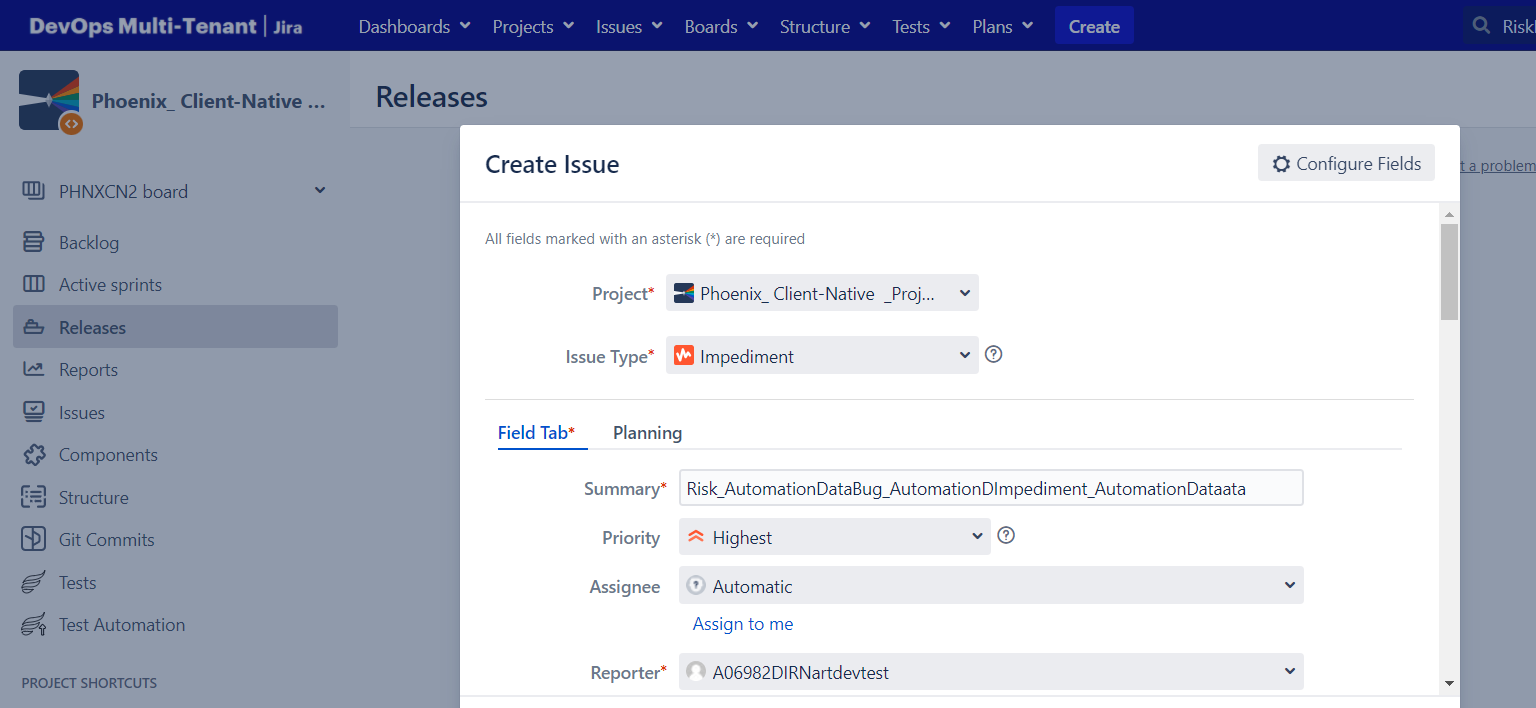 DevOps Multi-Tenant | Jira Dashboards Projects Issues Boards Structure Tests Plans Create Risk
Phoenix_ Client-Native ...
Releases
PHNXCN2 board
Backlog
Active sprints
Releases
Reports
Issues
Components
Structure
Git Commits
Tests
Test Automation
PROJECT SHORTCUTS
t a problem
Create Issue
Configure Fields
All fields marked with an asterisk (*) are required
Project* Phoenix_ Client-Native _Proj...
Issue Type* Impediment
Field Tab* Planning
Summary* Risk_AutomationDataBug_AutomationDImpediment_AutomationDataata
Priority Highest
Assignee Automatic
Assign to me
Reporter* A06982DIRNartdevtest